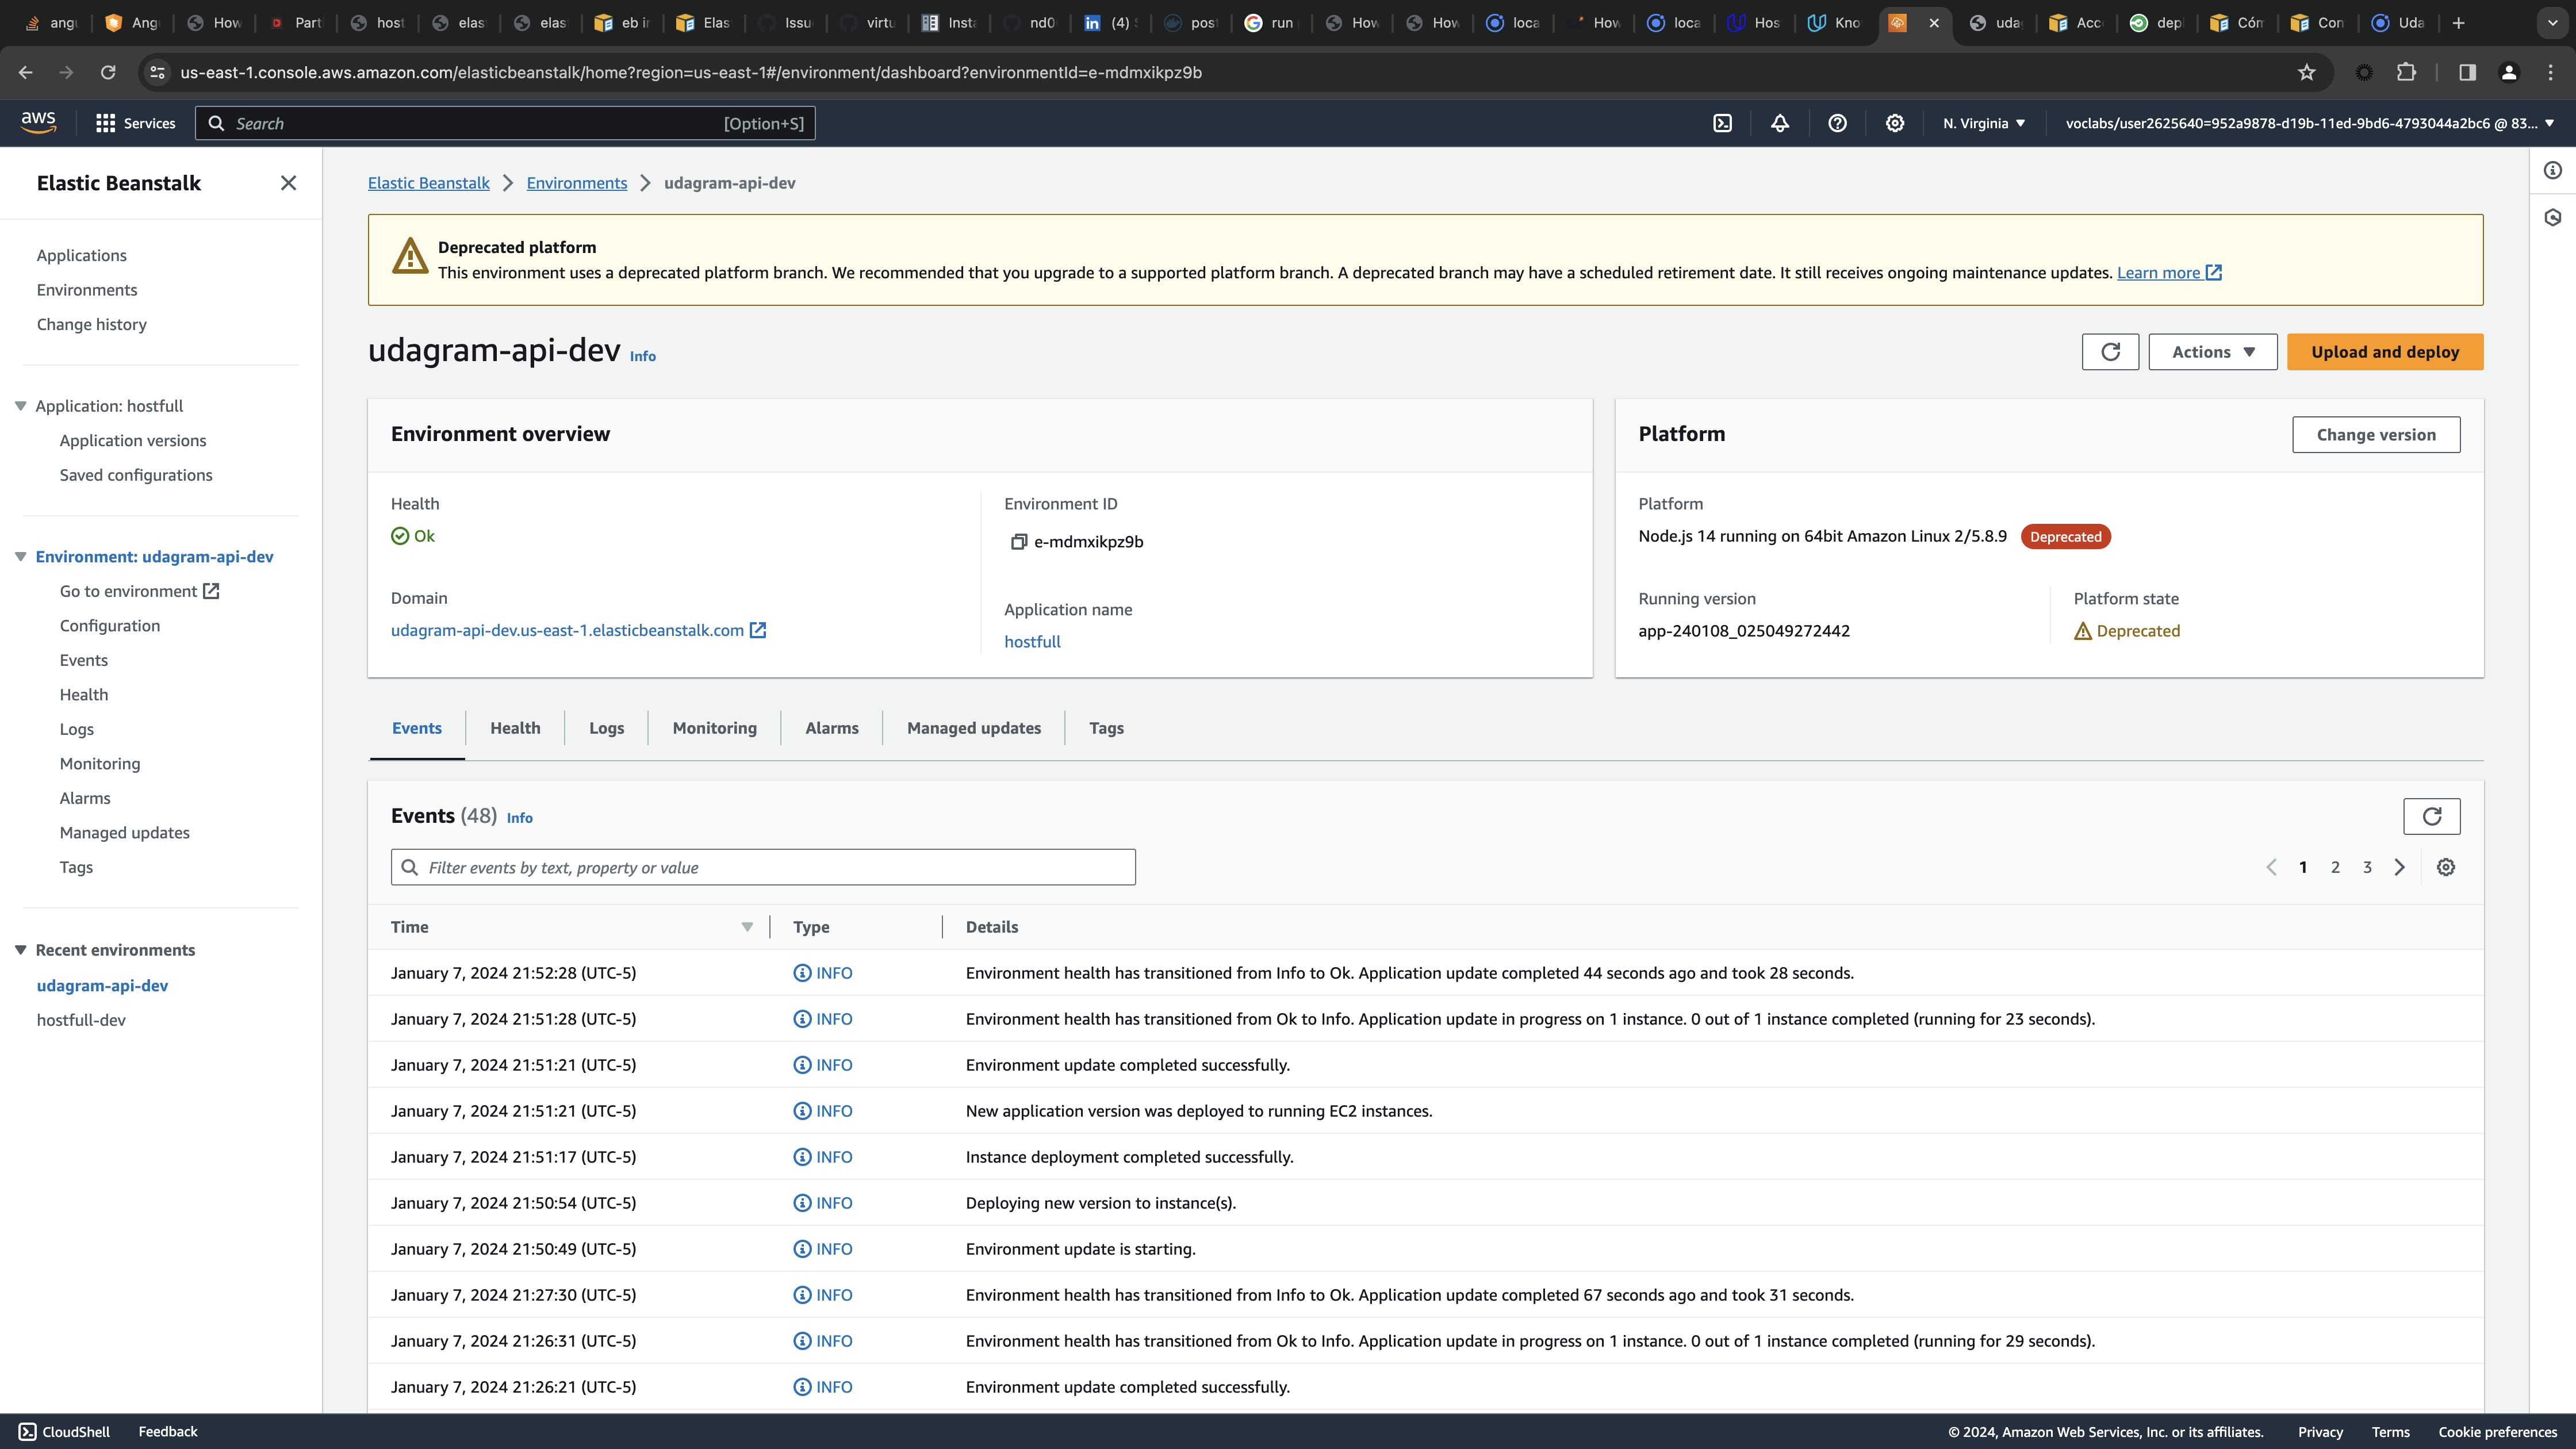 angu
Ang
How
Parti
host
elas
elas
eb in
Elas
Issu
virtu
Insta
nd0
(4)
post
run
How
How
loca
How
loca
Hos
Kno
uda
Acc
dep
Cóm
Con
Uda
us-east-1.console.aws.amazon.com/elasticbeanstalk/home?region=us-east-1#/environment/dashboard?environmentId=e-mdmxikpz9b
aws
Services
Search
[Option+S]
N. Virginia
voclabs/user2625640=952a9878-d19b-11ed-9bd6-4793044a2bc6 @ 83...
Elastic Beanstalk
Applications
Environments
Change history
Application: hostfull
Application versions
Saved configurations
Environment: udagram-api-dev
Go to environment
Configuration
Events
Health
Logs
Monitoring
Alarms
Managed updates
Tags
Recent environments
udagram-api-dev
hostfull-dev
Elastic Beanstalk > Environments > udagram-api-dev
Deprecated platform
This environment uses a deprecated platform branch. We recommended that you upgrade to a supported platform branch. A deprecated branch may have a scheduled retirement date. It still receives ongoing maintenance updates. Learn more
udagram-api-dev Info
Actions
Upload and deploy
Environment overview
Health
Ok
Domain
udagram-api-dev.us-east-1.elasticbeanstalk.com
Environment ID
e-mdmxikpz9b
Application name
hostfull
Platform
Change version
Platform
Node.js 14 running on 64bit Amazon Linux 2/5.8.9 Deprecated
Running version
app-240108_025049272442
Platform state
Deprecated
Events
Health
Logs
Monitoring
Alarms
Managed updates
Tags
Events (48) Info
Filter events by text, property or value
1 2 3
Time Type Details
January 7, 2024 21:52:28 (UTC-5) INFO Environment health has transitioned from Info to Ok. Application update completed 44 seconds ago and took 28 seconds.
January 7, 2024 21:51:28 (UTC-5) INFO Environment health has transitioned from Ok to Info. Application update in progress on 1 instance. 0 out of 1 instance completed (running for 23 seconds).
January 7, 2024 21:51:21 (UTC-5) INFO Environment update completed successfully.
January 7, 2024 21:51:21 (UTC-5) INFO New application version was deployed to running EC2 instances.
January 7, 2024 21:51:17 (UTC-5) INFO Instance deployment completed successfully.
January 7, 2024 21:50:54 (UTC-5) INFO Deploying new version to instance(s).
January 7, 2024 21:50:49 (UTC-5) INFO Environment update is starting.
January 7, 2024 21:27:30 (UTC-5) INFO Environment health has transitioned from Info to Ok. Application update completed 67 seconds ago and took 31 seconds.
January 7, 2024 21:26:31 (UTC-5) INFO Environment health has transitioned from Ok to Info. Application update in progress on 1 instance. 0 out of 1 instance completed (running for 29 seconds).
January 7, 2024 21:26:21 (UTC-5) INFO Environment update completed successfully.
CloudShell
Feedback
© 2024, Amazon Web Services, Inc. or its affiliates.
Privacy
Terms
Cookie preferences